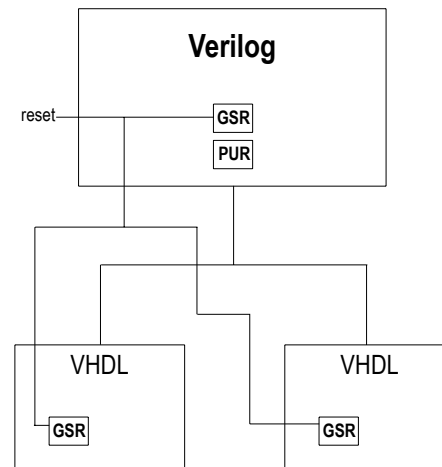 Verilog
reset
GSR
PUR
VHDL
VHDL
GSR
GSR